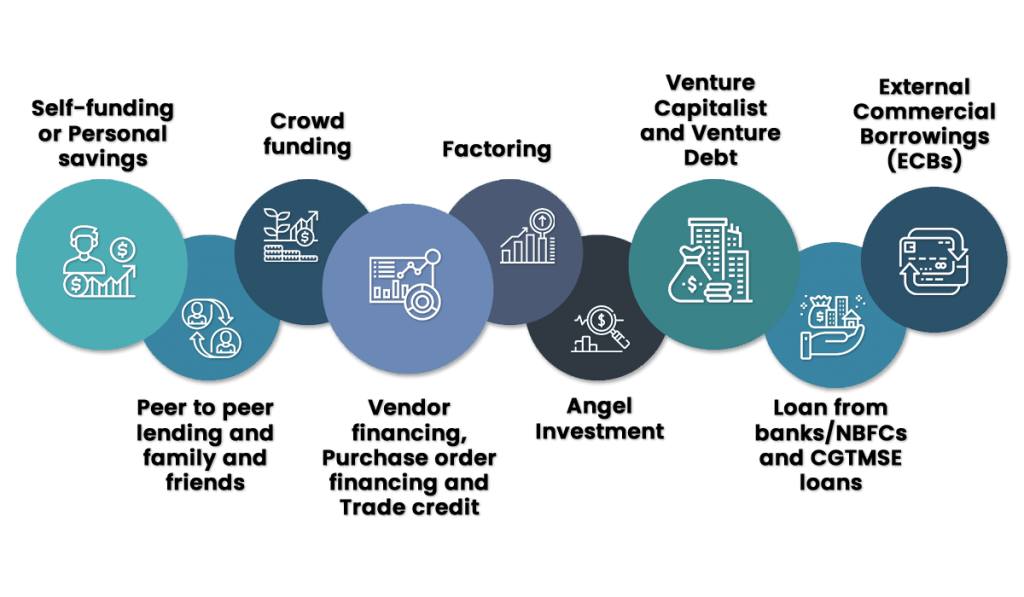 Self-funding
or Personal
savings
Peer to peer
lending and
family and
friends
Crowd
funding
Vendor
financing,
Purchase order
financing and
Trade credit
Factoring
Angel
Investment
Venture
Capitalist
and Venture
Debt
Loan from
banks/NBFCs
and CGTMSE
loans
External
Commercial
Borrowings
(ECBs)